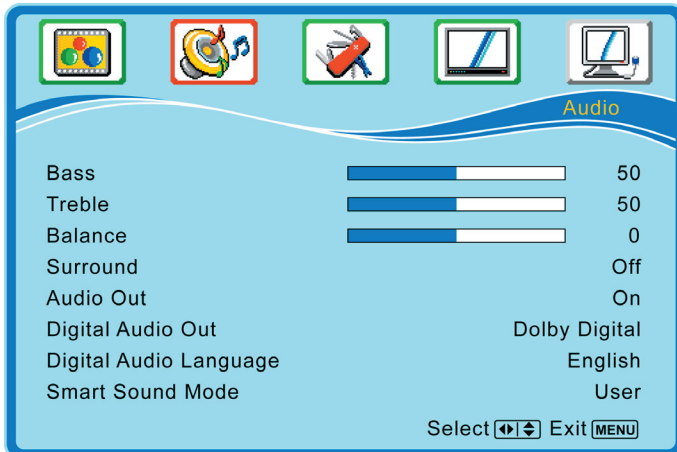 Audio
Bass 50
Treble 50
Balance 0
Surround Off
Audio Out On
Digital Audio Out Dolby Digital
Digital Audio Language English
Smart Sound Mode User
Select Exit MENU